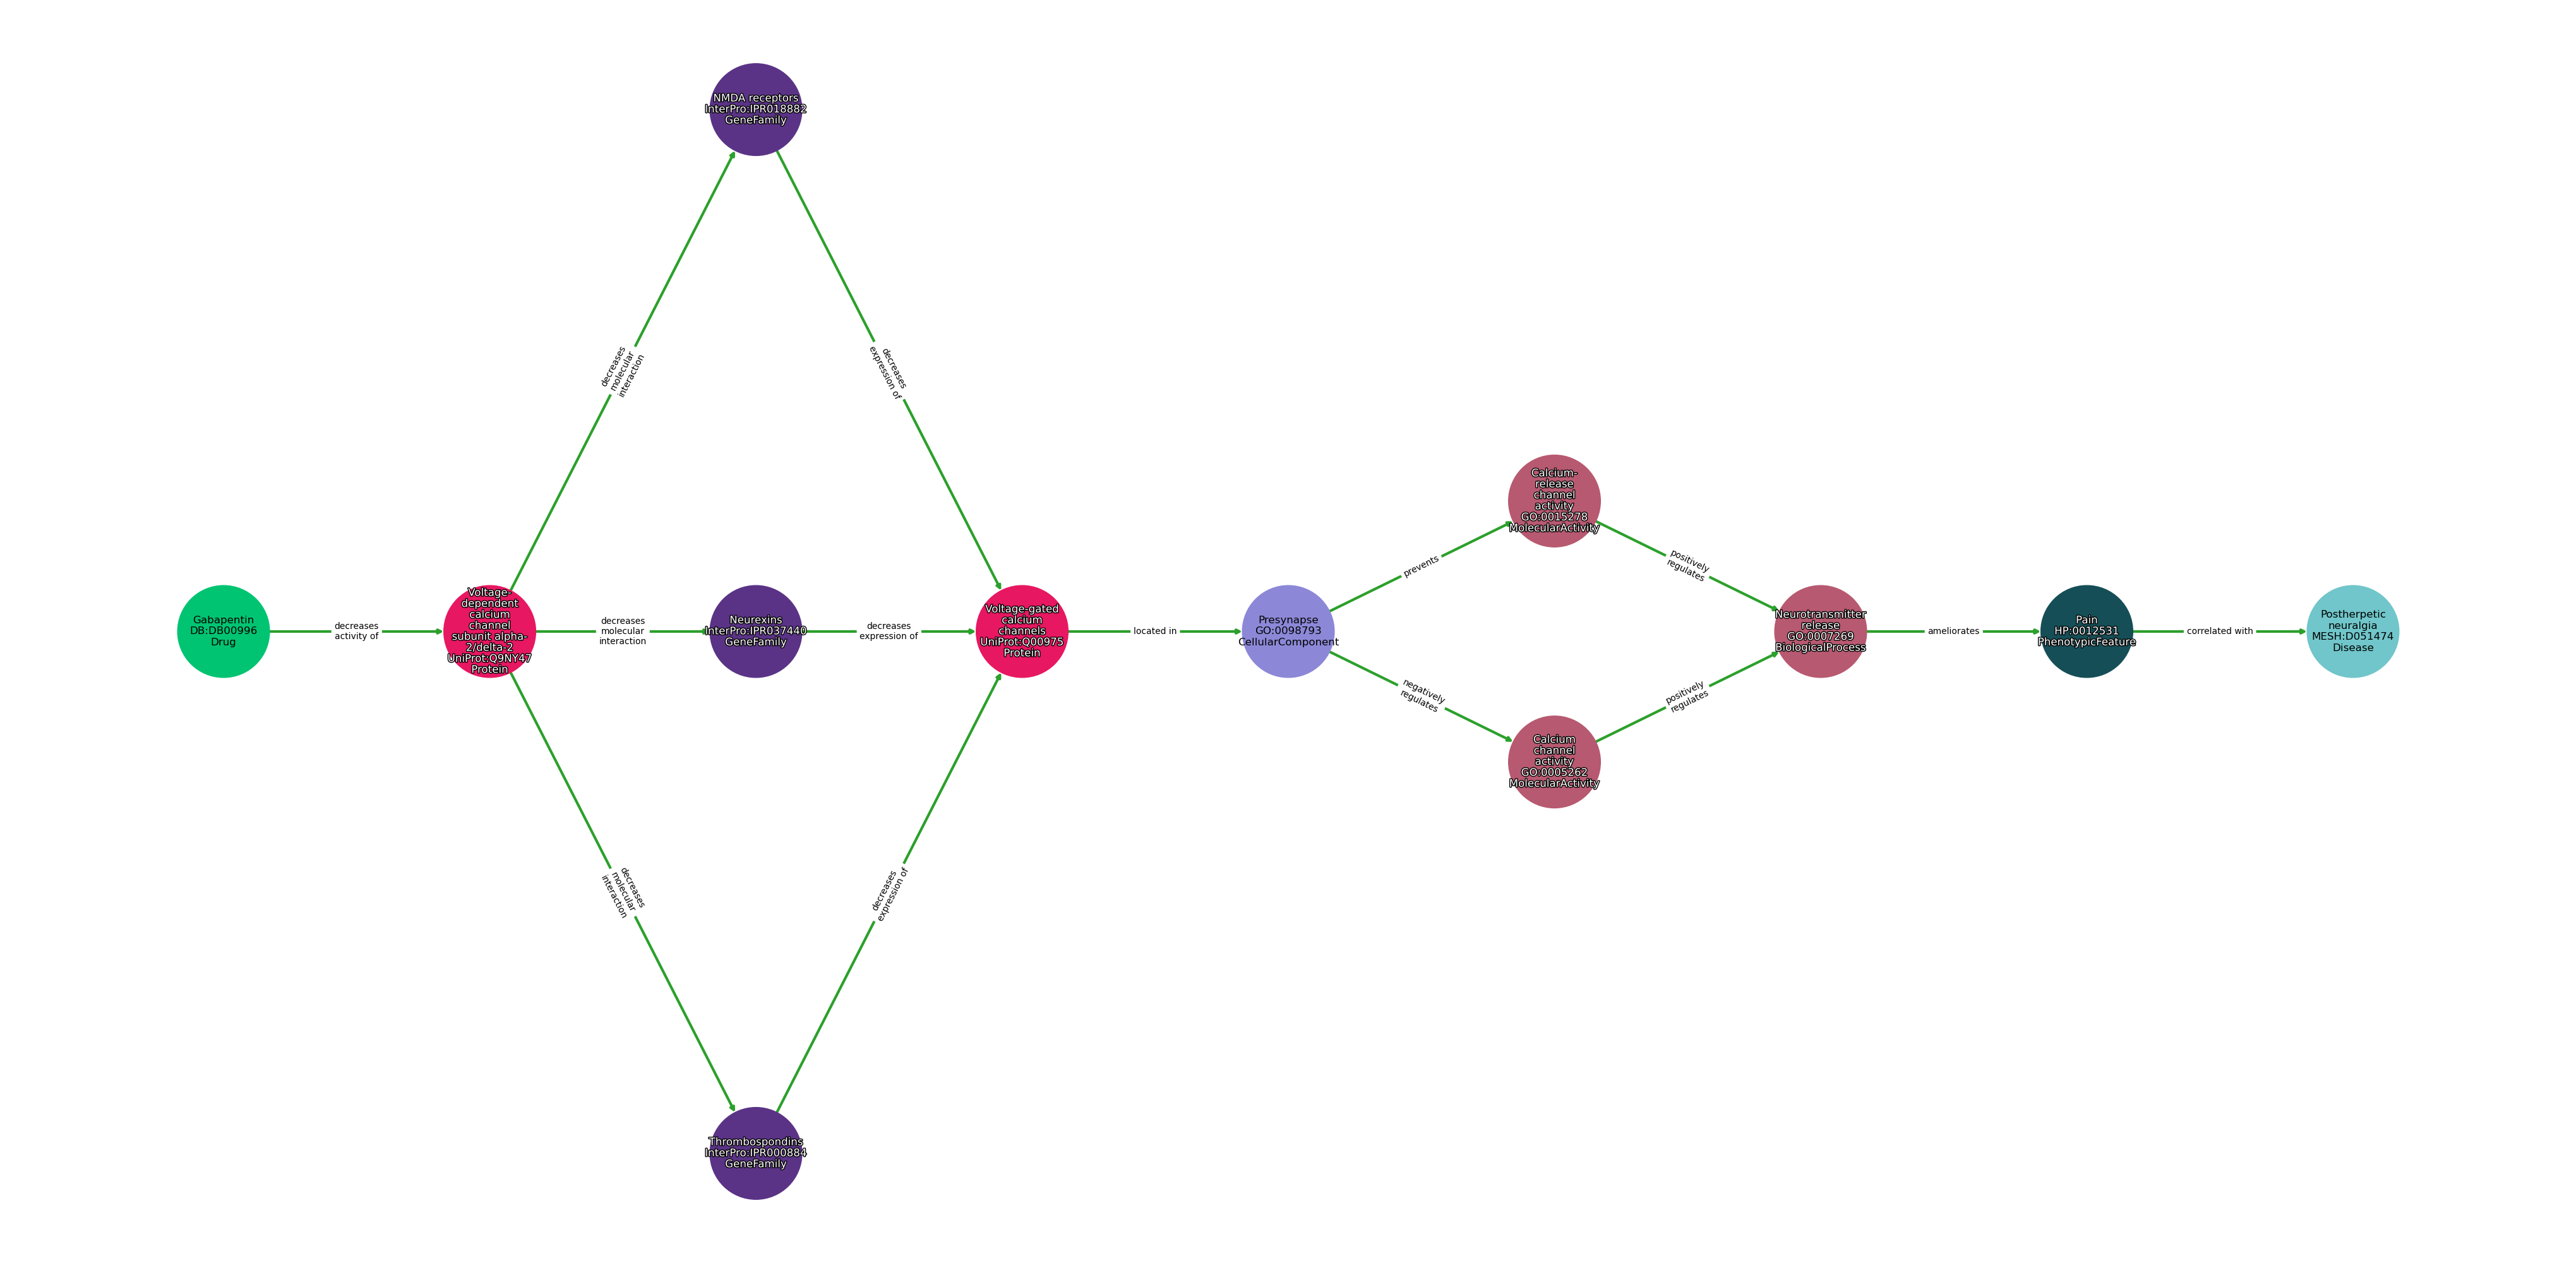 NMDA receptors
InterPro:IPR018882
GeneFamily
decreases
molecular
interaction
decreases
expression of
Calcium-
release
channel
activity
GO:0015278
MolecularActivity
prevents
positively
regulates
Gabapentin
DB:DB00996
Drug
decreases
activity of
Voltage-
dependent
calcium
channel
subunit alpha-
2/delta-2
UniProt:Q9NY47
Protein
decreases
molecular
interaction
Neurexins
InterPro:IPR037440
GeneFamily
decreases
expression of
Voltage-gated
calcium
channels
UniProt:Q00975
Protein
located in
Presynapse
GO:0098793
CellularComponent
Neurotransmitter
release
GO:0007269
BiologicalProcess
ameliorates
Pain
HP:0012531
PhenotypicFeature
correlated with
Postherpetic
neuralgia
MESH:D051474
Disease
negatively
regulates
positively
regulates
Calcium
channel
activity
GO:0005262
MolecularActivity
decreases
molecular
interaction
decreases
expression of
Thrombospondins
InterPro:IPR000884
GeneFamily